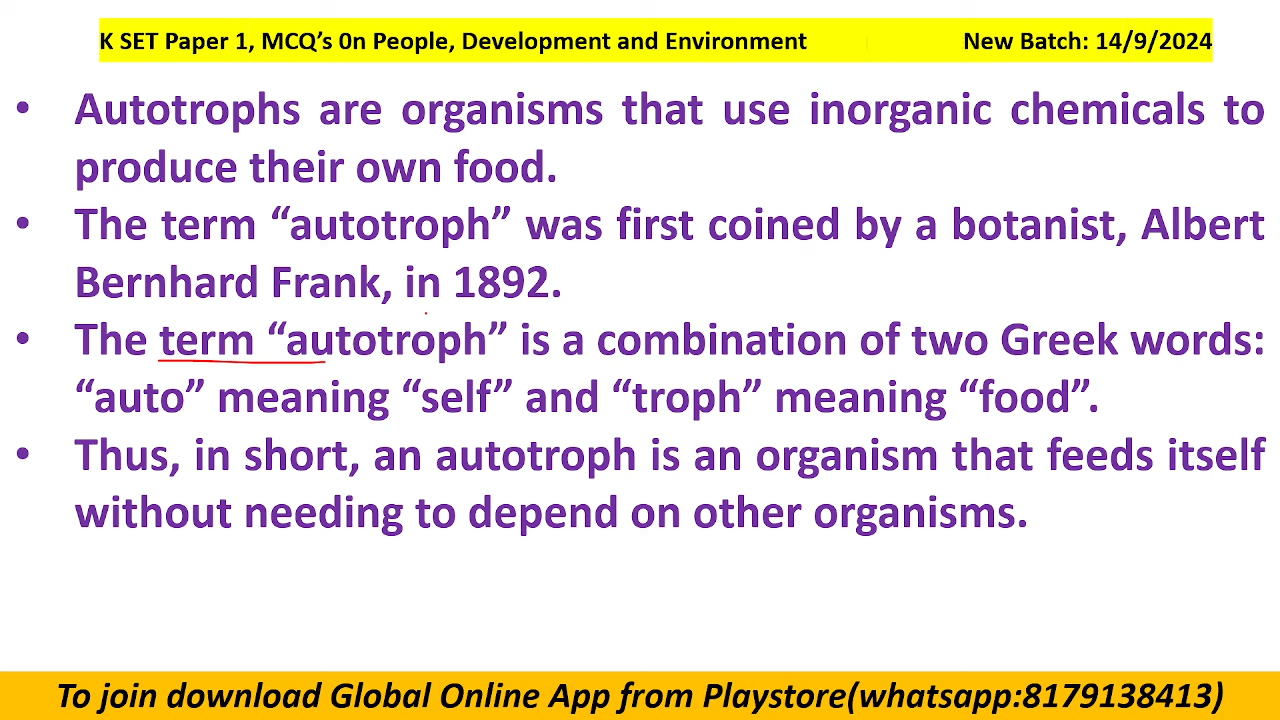 K SET Paper 1, MCQ’s 0n People, Development and Environment New Batch: 14/9/2024
• Autotrophs are organisms that use inorganic chemicals to
produce their own food.
• The term “autotroph” was first coined by a botanist, Albert
Bernhard Frank, in 1892.
• The term “autotroph” is a combination of two Greek words:
“auto” meaning “self” and “troph” meaning “food”.
• Thus, in short, an autotroph is an organism that feeds itself
without needing to depend on other organisms.
To join download Global Online App from Playstore(whatsapp:8179138413)